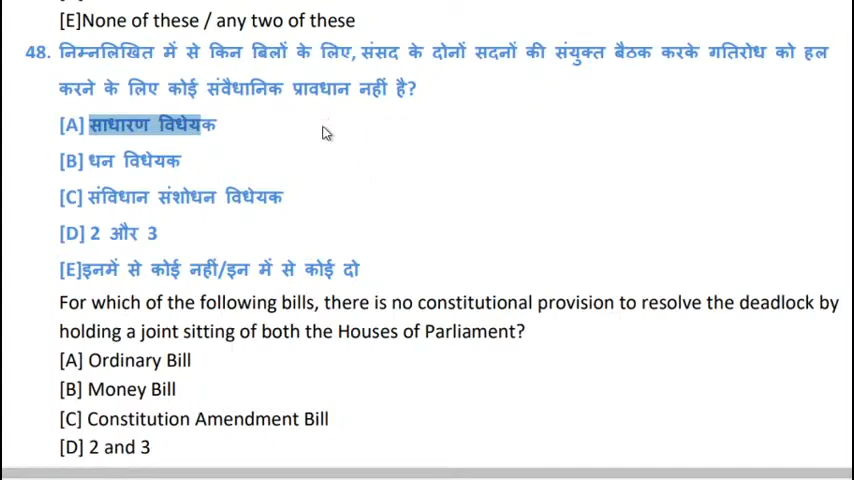 [E]None of these / any two of these
48. निम्नलिखित में से किन बिलों के लिए, संसद के दोनों सदनों की संयुक्त बैठक करके गतिरोध को हल
करने के लिए कोई संवैधानिक प्रावधान नहीं है?
[A] साधारण विधेयक
[B] धन विधेयक
[C] संविधान संशोधन विधेयक
[D] 2 और 3
[E]इनमें से कोई नहीं/इन में से कोई दो
For which of the following bills, there is no constitutional provision to resolve the deadlock by
holding a joint sitting of both the Houses of Parliament?
[A] Ordinary Bill
[B] Money Bill
[C] Constitution Amendment Bill
[D] 2 and 3